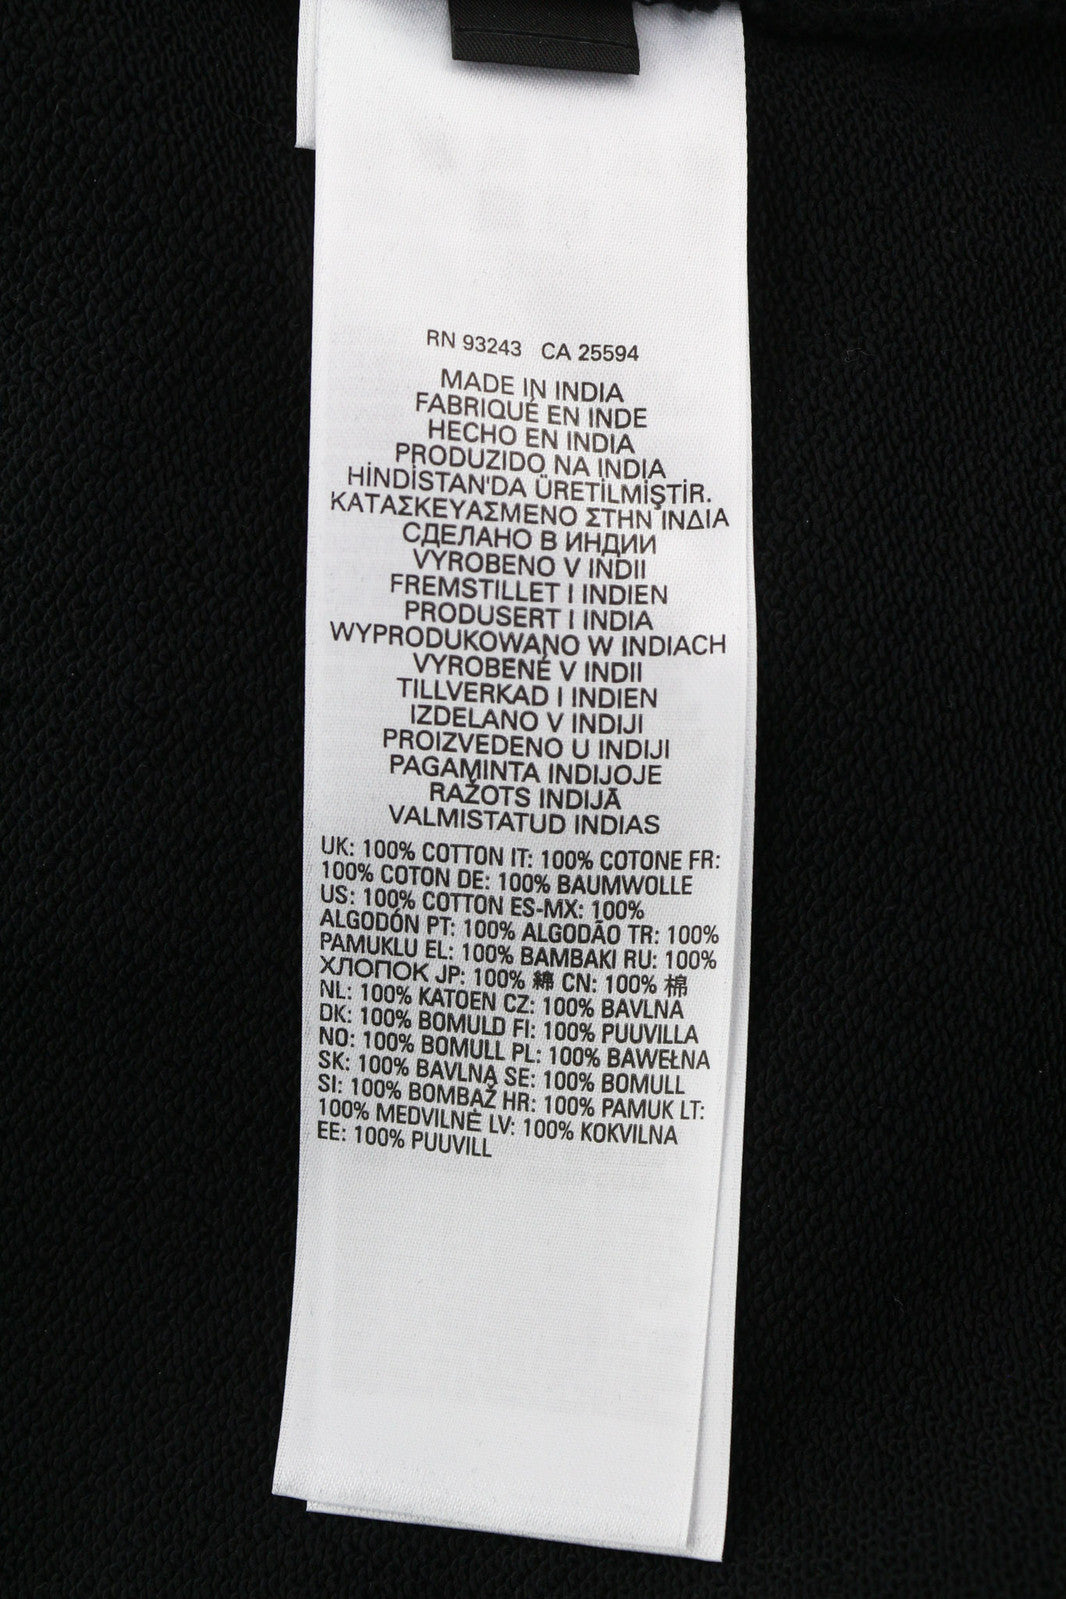 RN 93243 CA 25594
MADE IN INDIA
FABRIQUÉ EN INDE
HECHO EN INDIA
PRODUZIDO NA INDIA
HİNDİSTAN'DA ÜRETİLMİŞTİR.
ΚΑΤΑΣΚΕΥΑΣΜΕΝΟ ΣΤΗΝ ΙΝΔΙΑ
СДЕЛАНО В ИНДИИ
VYROBENO V INDII
FREMSTILLET I INDIEN
PRODUSERT I INDIA
WYPRODUKOWANO W INDIACH
VYROBENÉ V INDII
TILLVERKAD I INDIEN
IZDELANO V INDIJI
PROIZVEDENO U INDIJI
PAGAMINTA INDIJOJE
RAŽOTS INDIJĀ
VALMISTATUD INDIAS
UK: 100% COTTON IT: 100% COTONE FR:
100% COTON DE: 100% BAUMWOLLE
US: 100% COTTON ES-MX: 100%
ALGODÓN PT: 100% ALGODÃO TR: 100%
PAMUKLU EL: 100% ΒΑΜΒΑΚΙ RU: 100%
ХЛОПОК JP: 100% 綿 CN: 100% 棉
NL: 100% KATOEN CZ: 100% BAVLNA
DK: 100% BOMULD FI: 100% PUUVILLA
NO: 100% BOMULL PL: 100% BAWEŁNA
SK: 100% BAVLNA SE: 100% BOMULL
SI: 100% BOMBAŽ HR: 100% PAMUK LT:
100% MEDVILNĖ LV: 100% KOKVILNA
EE: 100% PUUVILL